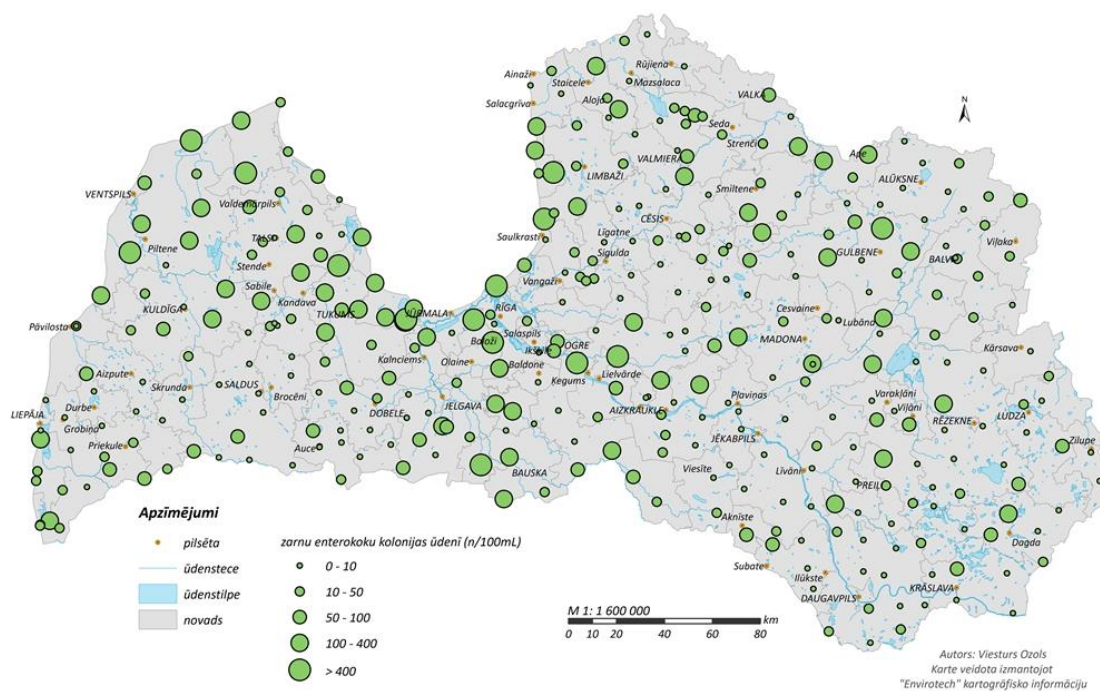 Rūjiena
Ainaži
Staicele
Mazsalaca
Salacgrīva
Aloja
VALKA
Seda
Strenči
Ape
VALMIERA
ALŪKSNE
LIMBAŽI
Smiltene
VENTSPILS
Valdemārpils
CĒSIS
Līgatne
Saulkrasti
Sigulda
GULBENE
Viļaka
BALVI
Piltene
TALSI
Stende
Sabile
Kandava
Vangaži
KULDĪGA
TUKUMS
JŪRMALA
RĪGA
Salaspils
Cesvaine
Lubāna
Pāvilosta
Baloži
Ikšķile
OGRE
MADONA
Kārsava
Kalnciems
Olaine
Baldone
Ķegums
Lielvārde
Aizpute
Skrunda
SALDUS
Brocēni
Pļaviņas
Varakļāni
Viļāni
LIEPĀJA
Durbe
Grobiņa
DOBELE
JELGAVA
AIZKRAUKLE
RĒZEKNE
LUDZA
Zilupe
Priekule
Auce
JĒKABPILS
BAUSKA
Viesīte
Līvāni
PREIĻI
Aknīste
Dagda
Subate
Ilūkste
DAUGAVPILS
KRĀSLAVA
N
Apzīmējumi
pilsēta
ūdenstece
ūdenstilpe
novads
zarnu enterokoku kolonijas ūdenī (n/100mL)
0 - 10
10 - 50
50 - 100
100 - 400
> 400
M 1: 1 600 000
km
0 10 20 40 60 80
Autors: Viesturs Ozols
Karte veidota izmantojot
"Envirotech" kartogrāfisko informāciju